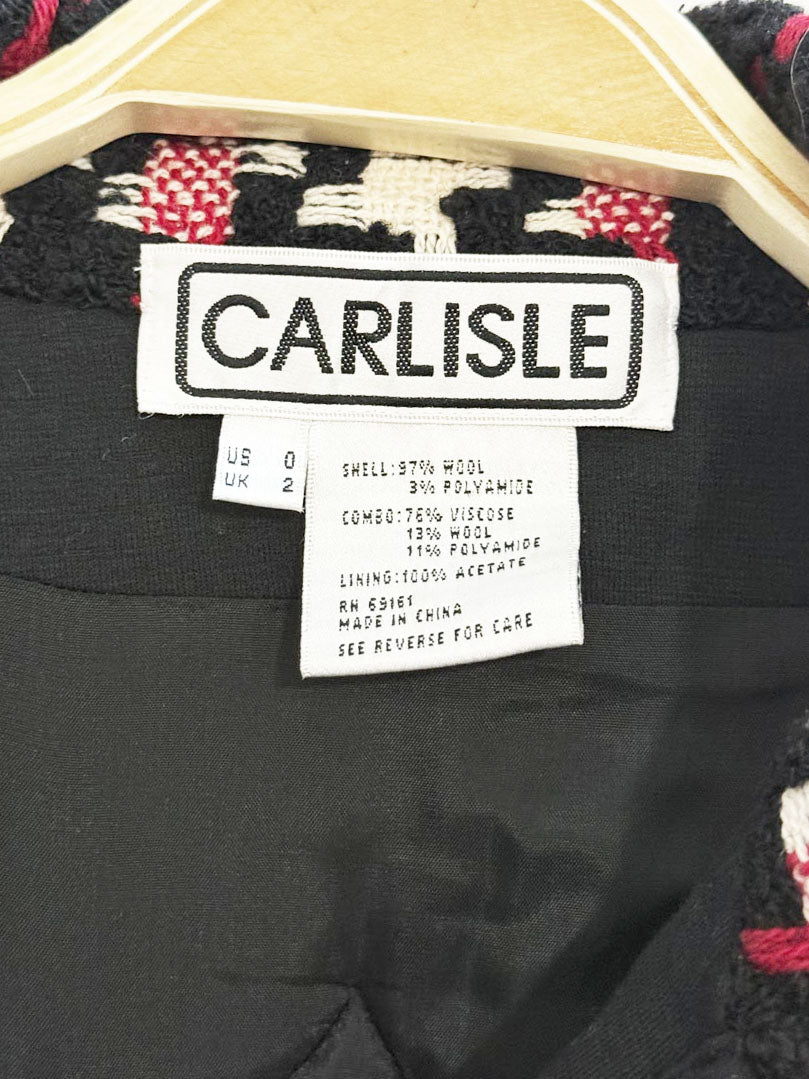 CARLISLE
US 0
UK 2
SHELL:97% WOOL
3% POLYAMIDE
COMBO:76% VISCOSE
13% WOOL
11% POLYAMIDE
LINING:100% ACETATE
RN 69161
MADE IN CHINA
SEE REVERSE FOR CARE